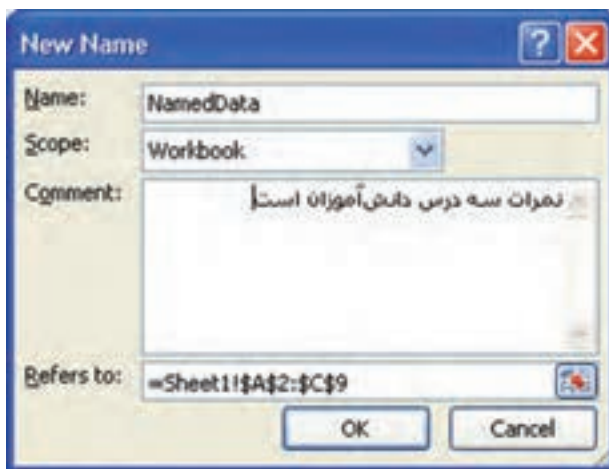 New Name
Name: NamedData
Scope: Workbook
Comment: نمرات سه درس دانش‌آموزان است
Refers to: =Sheet1!$A$2:$C$9
OK Cancel